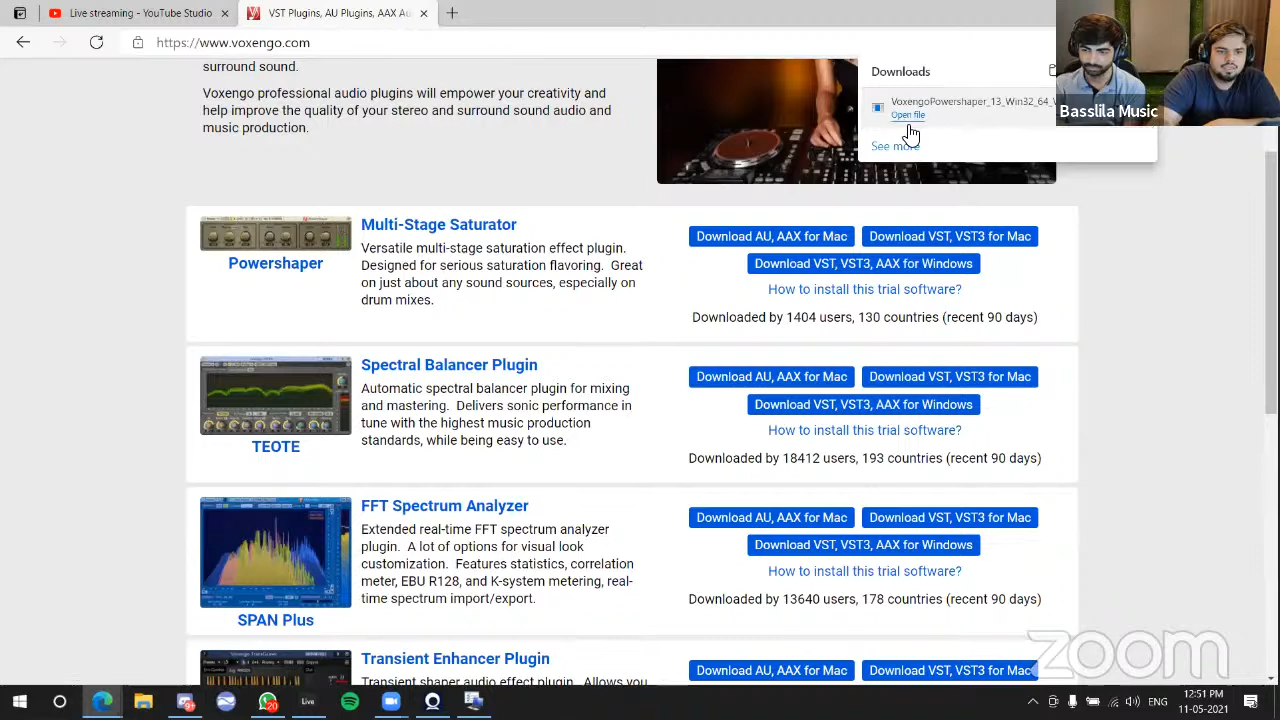 Live streaming - YouTube Studio
VST Plugins, AU Plugins, AAX Au
https://www.voxengo.com
surround sound.
Voxengo professional audio plugins will empower your creativity and
help improve the quality of your stereo and surround sound audio and
music production.
Downloads
VoxengoPowershaper_13_Win32_64_V
Open file
See more
Basslila Music
Multi-Stage Saturator
Versatile multi-stage saturation effect plugin.
Designed for serious saturation flavoring. Great
on just about any sound sources, especially on
drum mixes.
Powershaper
Download AU, AAX for Mac
Download VST, VST3 for Mac
Download VST, VST3, AAX for Windows
How to install this trial software?
Downloaded by 1404 users, 130 countries (recent 90 days)
Spectral Balancer Plugin
Automatic spectral balancer plugin for mixing
and mastering. Delivers sonic performance in
tune with the highest music production
standards, while being easy to use.
TEOTE
Download AU, AAX for Mac
Download VST, VST3 for Mac
Download VST, VST3, AAX for Windows
How to install this trial software?
Downloaded by 18412 users, 193 countries (recent 90 days)
FFT Spectrum Analyzer
Extended real-time FFT spectrum analyzer
plugin. A lot of options for visual look
customization. Features statistics, correlation
meter, EBU R128, and K-system metering, real-
time spectrum import/export.
SPAN Plus
Download AU, AAX for Mac
Download VST, VST3 for Mac
Download VST, VST3, AAX for Windows
How to install this trial software?
Downloaded by 13640 users, 178 countries (recent 90 days)
Transient Enhancer Plugin
Transient shaper audio effect plugin. Allows you
Download AU, AAX for Mac
Download VST, VST3 for Mac
zoom
20
Live
ENG
12:51 PM
11-05-2021